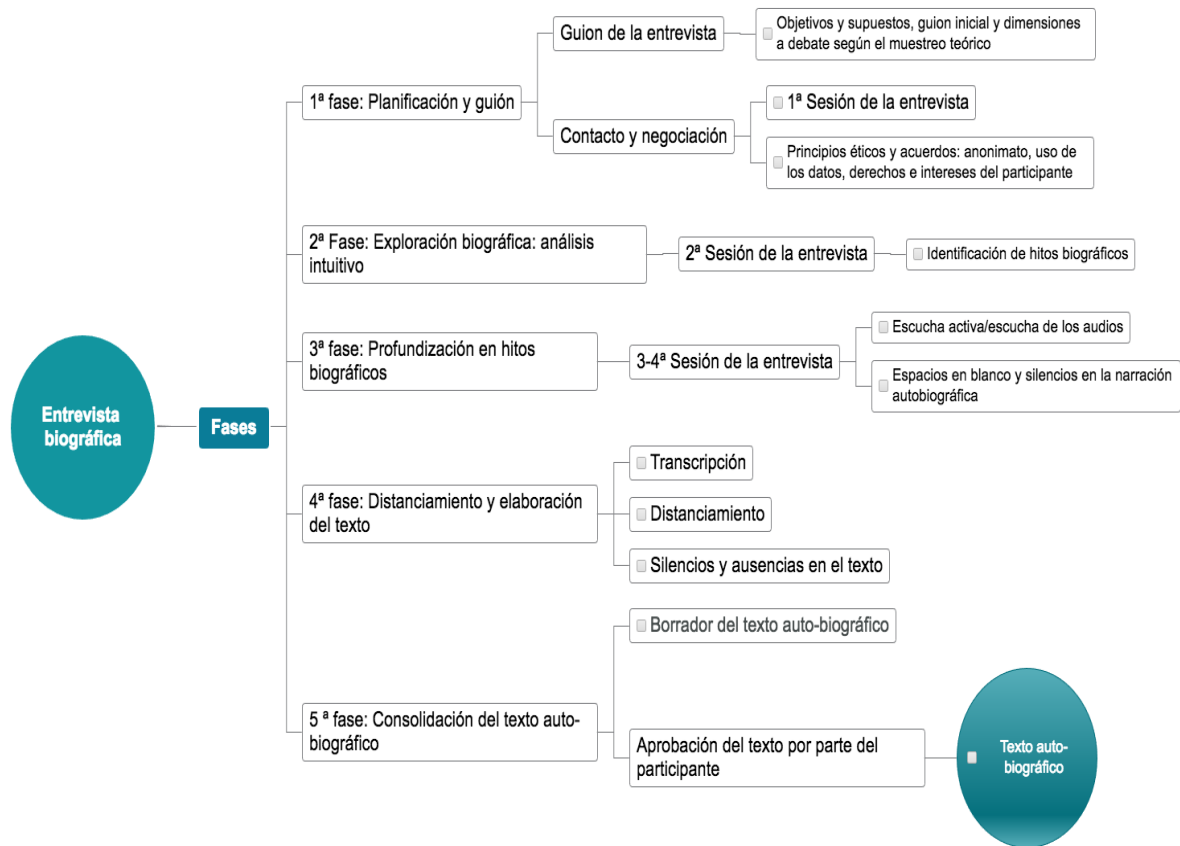 Entrevista
biográfica
Fases
1ª fase: Planificación y guión
Guion de la entrevista
Objetivos y supuestos, guion inicial y dimensiones
a debate según el muestreo teórico
Contacto y negociación
1ª Sesión de la entrevista
Principios éticos y acuerdos: anonimato, uso de
los datos, derechos e intereses del participante
2ª Fase: Exploración biográfica: análisis
intuitivo
2ª Sesión de la entrevista
Identificación de hitos biográficos
3ª fase: Profundización en hitos
biográficos
3-4ª Sesión de la entrevista
Escucha activa/escucha de los audios
Espacios en blanco y silencios en la narración
autobiográfica
4ª fase: Distanciamiento y elaboración
del texto
Transcripción
Distanciamiento
Silencios y ausencias en el texto
5 ª fase: Consolidación del texto auto-
biográfico
Borrador del texto auto-biográfico
Aprobación del texto por parte del
participante
Texto auto-
biográfico